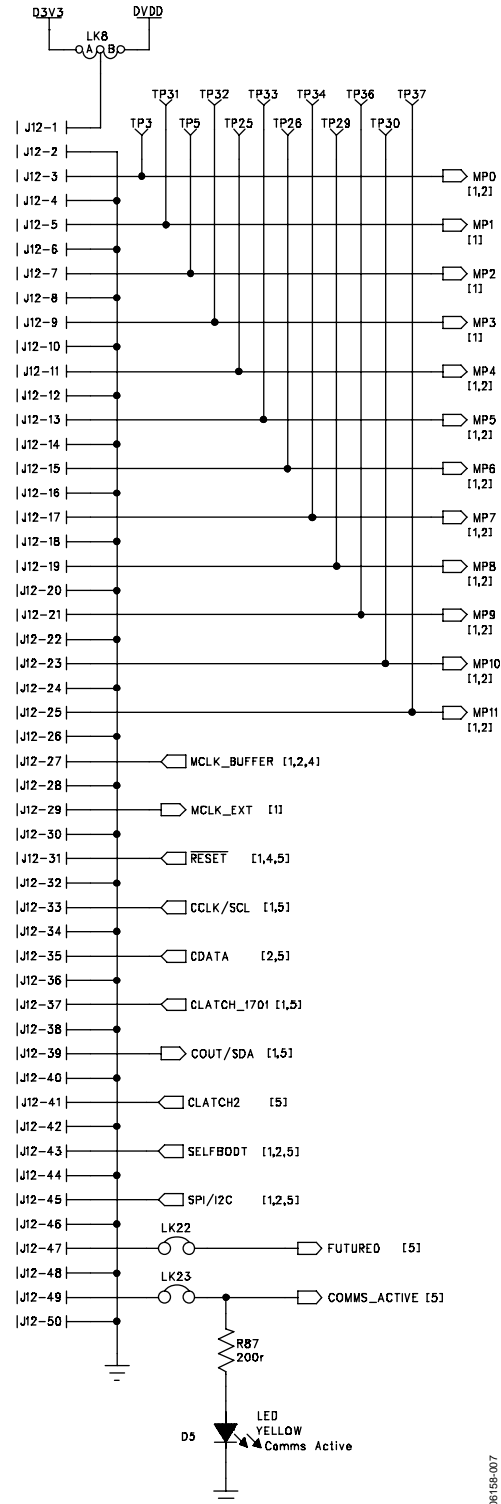 D3V3 DVDD
LK8
A B
TP31 TP32 TP33 TP34 TP36 TP37
J12-1 TP3 TP5 TP25 TP26 TP29 TP30
J12-2
J12-3 MP0
[1,2]
J12-4
J12-5 MP1
[1]
J12-6
J12-7 MP2
[1]
J12-8
J12-9 MP3
[1]
J12-10
J12-11 MP4
[1,2]
J12-12
J12-13 MP5
[1,2]
J12-14
J12-15 MP6
[1,2]
J12-16
J12-17 MP7
[1,2]
J12-18
J12-19 MP8
[1,2]
J12-20
J12-21 MP9
[1,2]
J12-22
J12-23 MP10
[1,2]
J12-24
J12-25 MP11
[1,2]
J12-26
J12-27 MCLK_BUFFER [1,2,4]
J12-28
J12-29 MCLK_EXT [1]
J12-30
J12-31 RESET [1,4,5]
J12-32
J12-33 CCLK/SCL [1,5]
J12-34
J12-35 CDATA [2,5]
J12-36
J12-37 CLATCH_1701 [1,5]
J12-38
J12-39 COUT/SDA [1,5]
J12-40
J12-41 CLATCH2 [5]
J12-42
J12-43 SELFBOOT [1,2,5]
J12-44
J12-45 SPI/I2C [1,2,5]
J12-46
LK22
J12-47 FUTURE0 [5]
J12-48
LK23
J12-49 COMMS_ACTIVE [5]
J12-50
R87
200r
LED
YELLOW
D5 Comms Active
06158-007